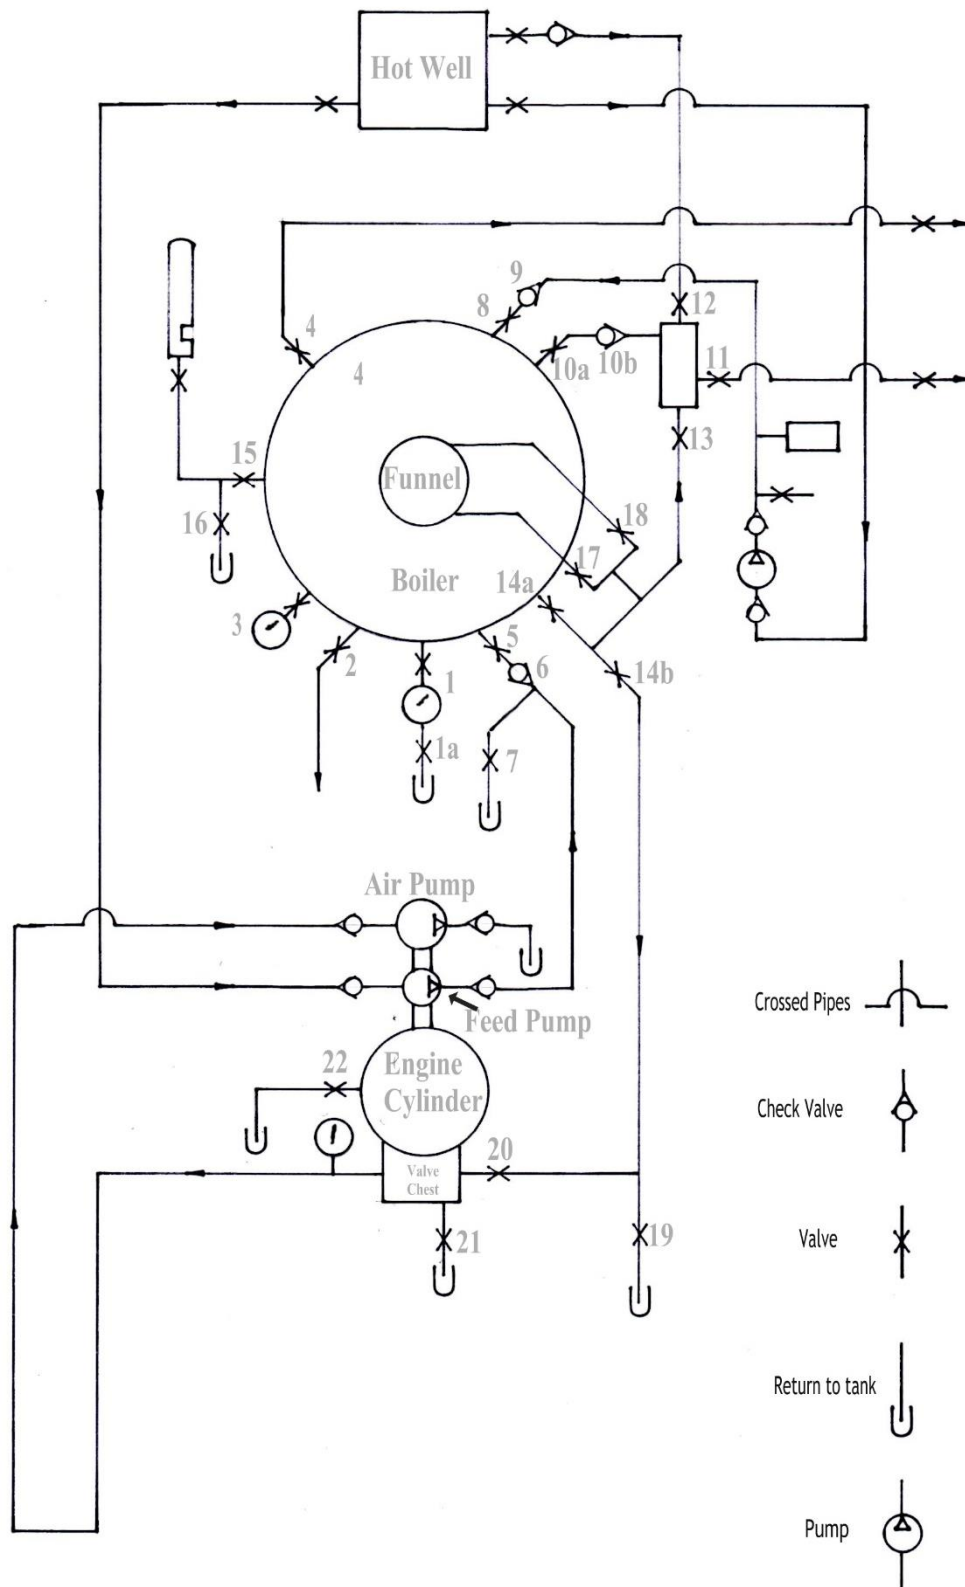 Hot Well
9
8
12
4
4
10a
10b
11
13
15
Funnel
18
16
17
Boiler
14a
3
2
5
6
1
14b
1a
7
Air Pump
Crossed Pipes
Feed Pump
Engine
Cylinder
22
Check Valve
20
Valve
Chest
21
19
Valve
Return to tank
Pump